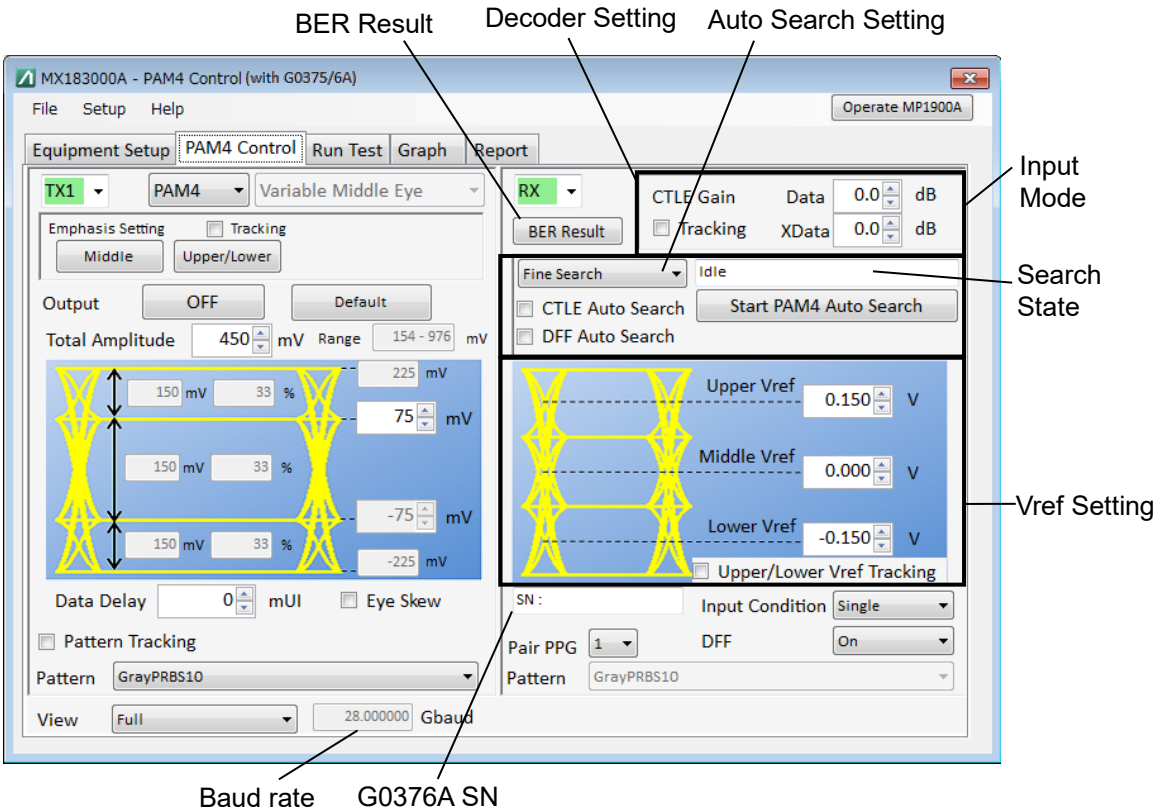 BER Result Decoder Setting Auto Search Setting
MX183000A - PAM4 Control (with G0375/6A)
File Setup Help Operate MP1900A
Equipment Setup PAM4 Control Run Test Graph Report
Input
Mode
TX1 PAM4 Variable Middle Eye
Emphasis Setting Tracking
Middle Upper/Lower
Output OFF Default
Total Amplitude 450 mV Range 154 - 976 mV
225 mV
150 mV 33 %
75 mV
150 mV 33 %
-75 mV
150 mV 33 %
-225 mV
Data Delay 0 mUI Eye Skew
Pattern Tracking
Pattern GrayPRBS10
RX CTLE Gain Data 0.0 dB
BER Result Tracking XData 0.0 dB
Fine Search Idle
CTLE Auto Search Start PAM4 Auto Search
DFF Auto Search
Search
State
Upper Vref 0.150 V
Middle Vref 0.000 V
Lower Vref -0.150 V
Upper/Lower Vref Tracking
Vref Setting
SN : Input Condition Single
Pair PPG 1 DFF On
Pattern GrayPRBS10
View Full 28.000000 Gbaud
Baud rate G0376A SN